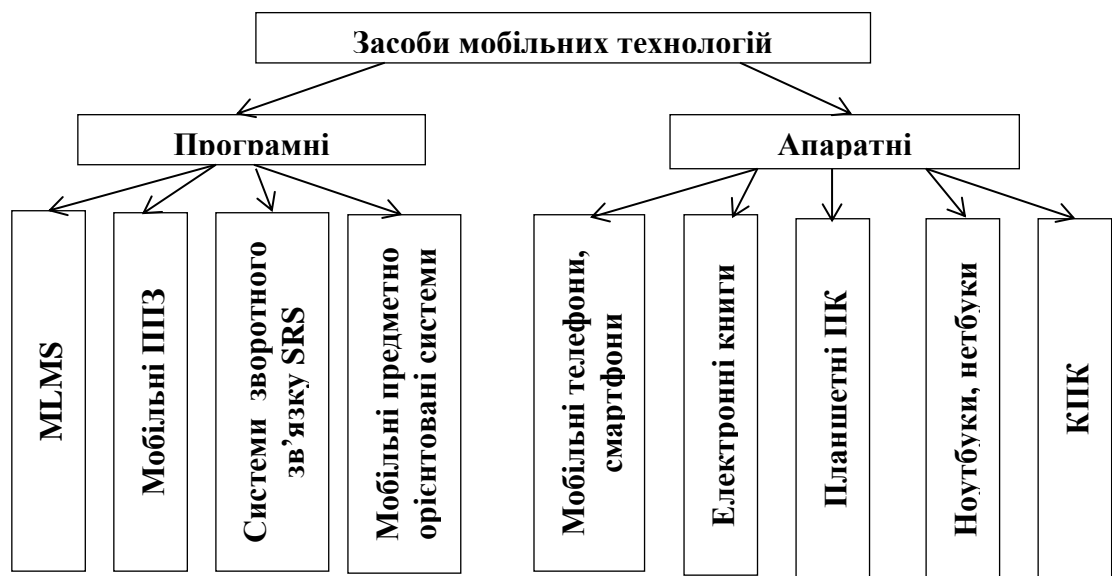 Засоби мобільних технологій
Програмні
Апаратні
MLMS
Мобільні ППЗ
Системи зворотного
зв’язку SRS
Мобільні предметно
орієнтовані системи
Мобільні телефони,
смартфони
Електронні книги
Планшетні ПК
Ноутбуки, нетбуки
КПК